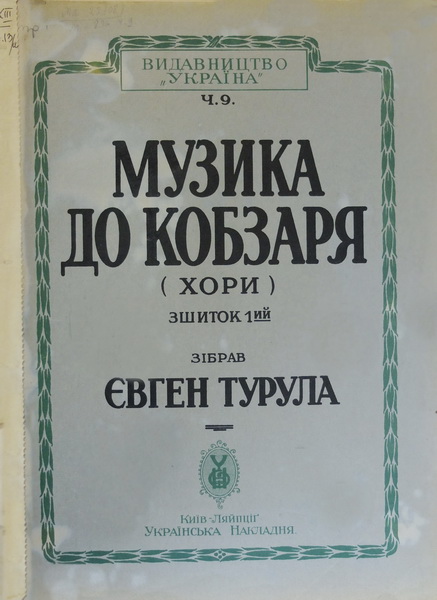 ВИДАВНИЦТВО
„УКРАЇНА"
Ч.9.
МУЗИКА
ДО КОБЗАРЯ
( ХОРИ )
ЗШИТОК 1ИЙ
ЗІБРАВ
ЄВГЕН ТУРУЛА
КИЇВ-ЛЯЙПЦІҐ
УКРАЇНСЬКА НАКЛАДНЯ.